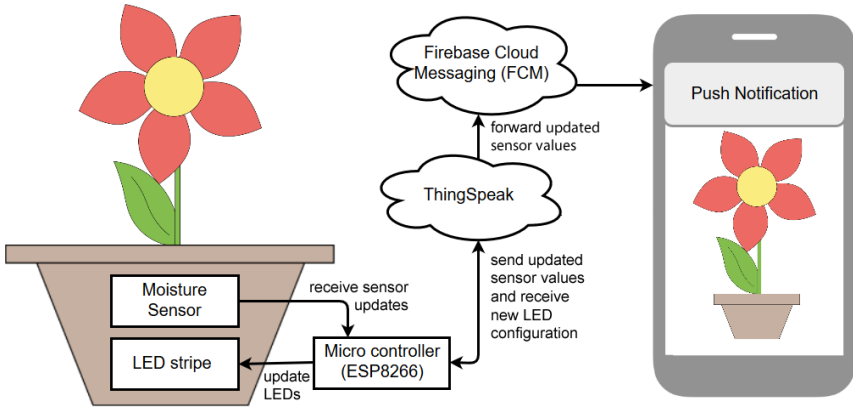 Firebase Cloud
Messaging (FCM)
Push Notification
forward updated
sensor values
ThingSpeak
send updated
sensor values
and receive
new LED
configuration
Moisture
Sensor
receive sensor
updates
LED stripe
update
LEDs
Micro controller
(ESP8266)